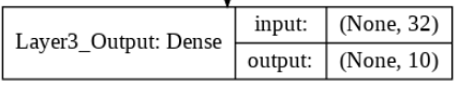 Layer3_Output: Dense
input: (None, 32)
output: (None, 10)